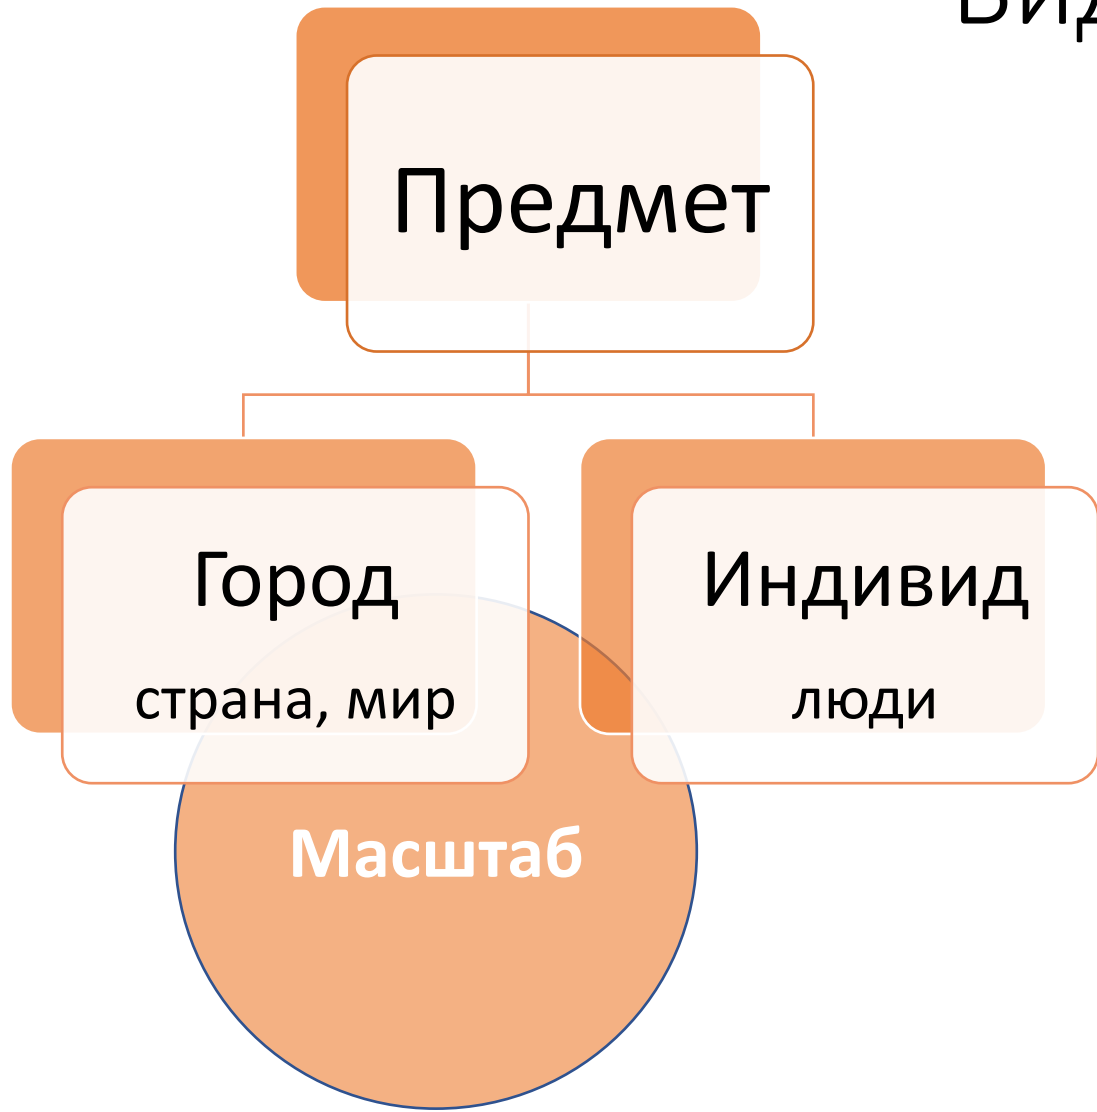 Предмет
Город
страна, мир
Индивид
люди
Масштаб